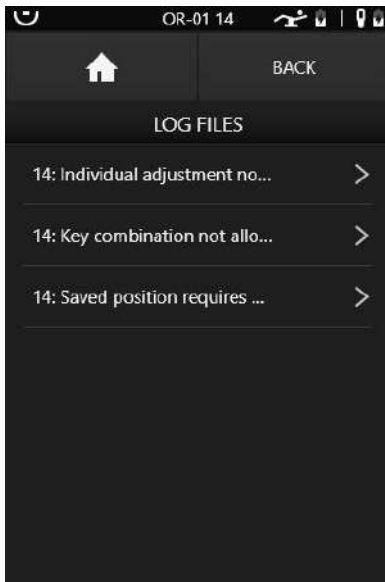 OR-01 14
BACK
LOG FILES
14: Individual adjustment no...
14: Key combination not allo...
14: Saved position requires ...